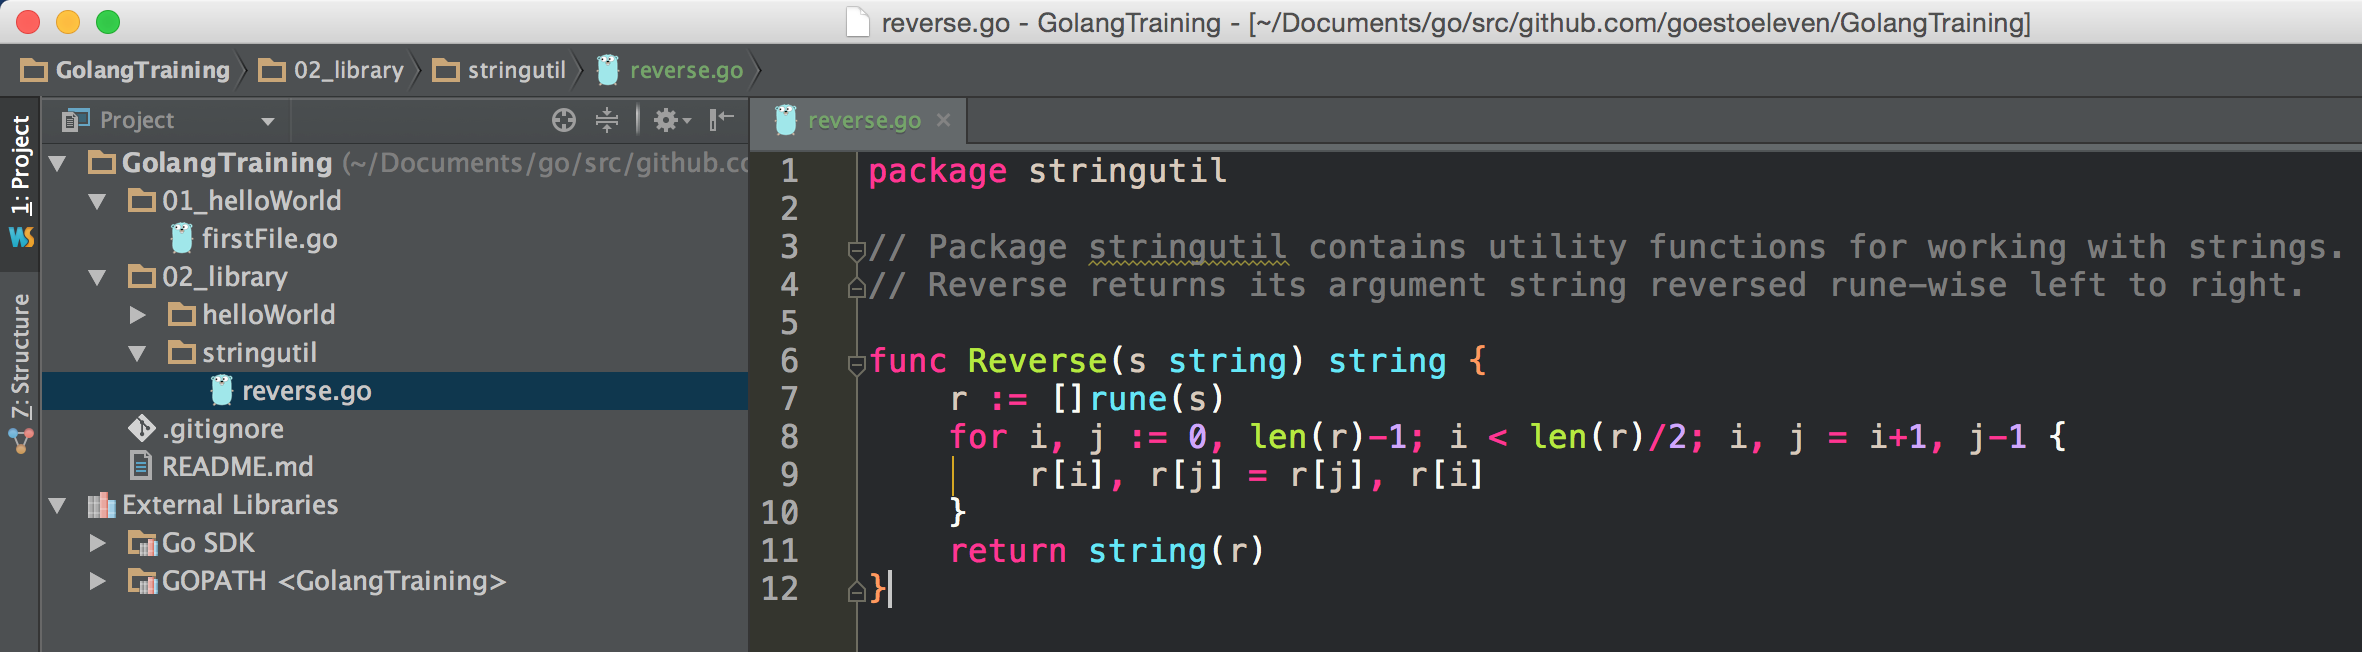 reverse.go - GolangTraining - [~/Documents/go/src/github.com/goestoeleven/GolangTraining]
GolangTraining 02_library stringutil reverse.go
1: Project
7: Structure
Project
GolangTraining (~/Documents/go/src/github.co
01_helloWorld
firstFile.go
02_library
helloWorld
stringutil
reverse.go
.gitignore
README.md
External Libraries
Go SDK
GOPATH <GolangTraining>
reverse.go
1 package stringutil
2
3 // Package stringutil contains utility functions for working with strings.
4 // Reverse returns its argument string reversed rune-wise left to right.
5
6 func Reverse(s string) string {
7     r := []rune(s)
8     for i, j := 0, len(r)-1; i < len(r)/2; i, j = i+1, j-1 {
9         r[i], r[j] = r[j], r[i]
10     }
11     return string(r)
12 }